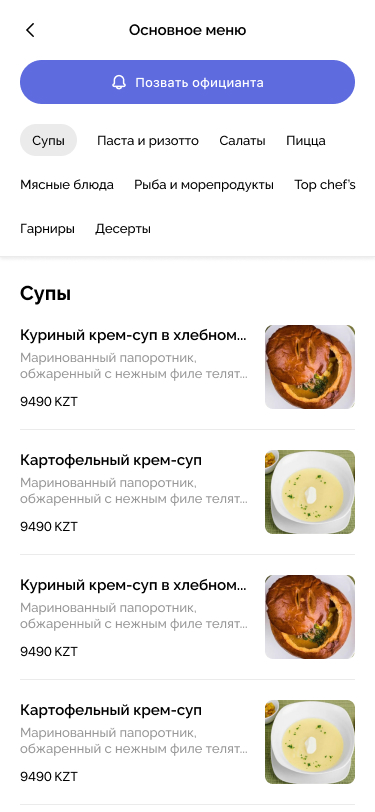 Основное меню
Позвать официанта
Супы Паста и ризотто Салаты Пицца
Мясные блюда Рыба и морепродукты Top chef's
Гарниры Десерты
Супы
Куриный крем-суп в хлебном...
Маринованный папоротник,
обжаренный с нежным филе телят...
9490 KZT
Картофельный крем-суп
Маринованный папоротник,
обжаренный с нежным филе телят...
9490 KZT
Куриный крем-суп в хлебном...
Маринованный папоротник,
обжаренный с нежным филе телят...
9490 KZT
Картофельный крем-суп
Маринованный папоротник,
обжаренный с нежным филе телят...
9490 KZT